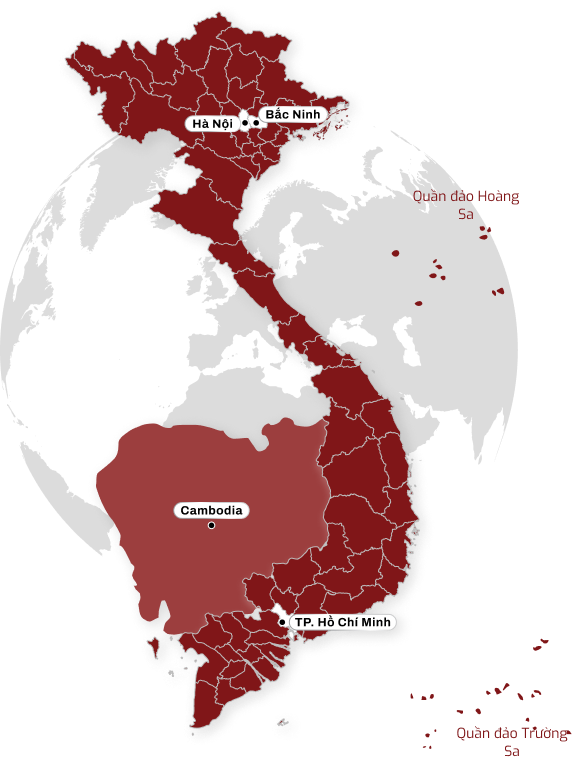 Hà Nội
Bắc Ninh
Quần đảo Hoàng
Sa
Cambodia
TP. Hồ Chí Minh
Quần đảo Trường
Sa